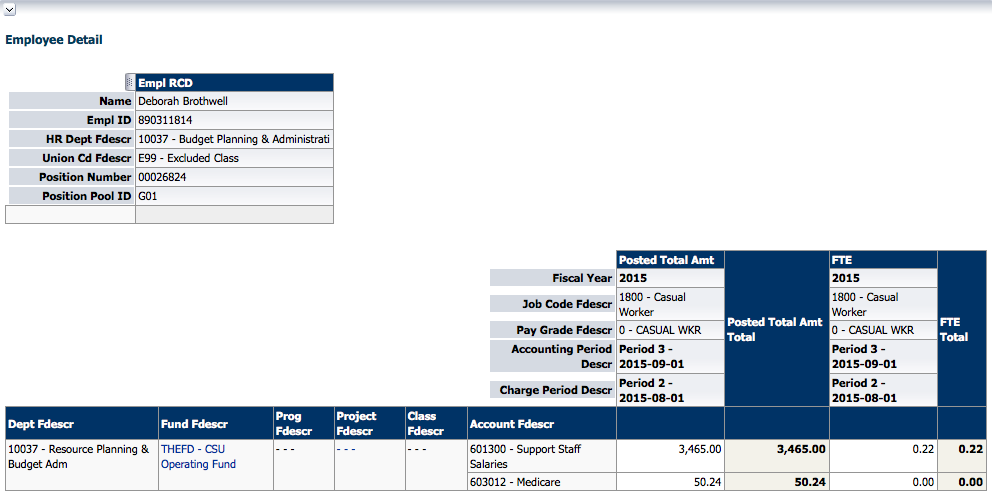 Employee Detail
Empl RCD
Name Deborah Brothwell
Empl ID 890311814
HR Dept Fdescr 10037 - Budget Planning & Administrati
Union Cd Fdescr E99 - Excluded Class
Position Number 00026824
Position Pool ID G01
Posted Total Amt FTE
Fiscal Year 2015 2015
Job Code Fdescr 1800 - Casual Worker 1800 - Casual Worker
Posted Total Amt Total FTE Total
Pay Grade Fdescr 0 - CASUAL WKR 0 - CASUAL WKR
Accounting Period Descr Period 3 - 2015-09-01 Period 3 - 2015-09-01
Charge Period Descr Period 2 - 2015-08-01 Period 2 - 2015-08-01
Dept Fdescr Fund Fdescr Prog Fdescr Project Fdescr Class Fdescr Account Fdescr
10037 - Resource Planning & Budget Adm THEFD - CSU Operating Fund - - - - - - - - - 601300 - Support Staff Salaries 3,465.00 3,465.00 0.22 0.22
603012 - Medicare 50.24 50.24 0.00 0.00